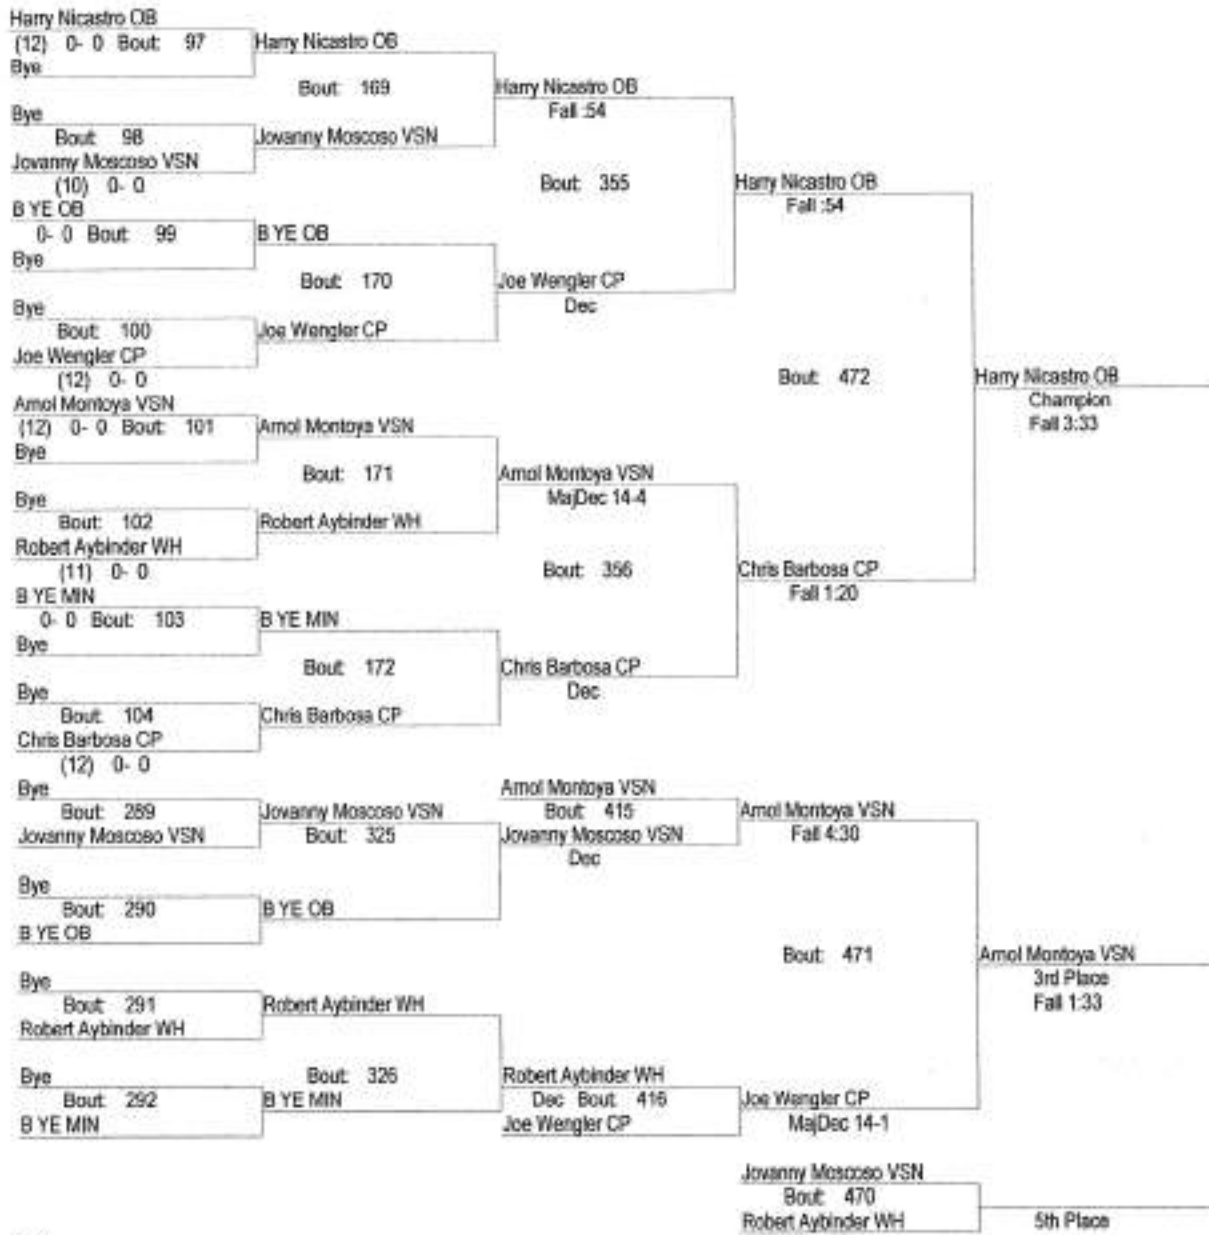 Harry Nicastro OB
(12) 0- 0 Bout: 97
Bye
Harry Nicastro OB
Bout: 169
Bye
Bout: 98
Jovanny Moscoso VSN
(10) 0- 0
Jovanny Moscoso VSN
Harry Nicastro OB
Fall :54
Bout: 355
B YE OB
0- 0 Bout: 99
Bye
B YE OB
Bout: 170
Bye
Bout: 100
Joe Wengler CP
(12) 0- 0
Joe Wengler CP
Joe Wengler CP
Dec
Harry Nicastro OB
Fall :54
Bout: 472
Harry Nicastro OB
Champion
Fall 3:33
Arnol Montoya VSN
(12) 0- 0 Bout: 101
Bye
Arnol Montoya VSN
Bout: 171
Bye
Bout: 102
Robert Aybinder WH
(11) 0- 0
Robert Aybinder WH
Arnol Montoya VSN
MajDec 14-4
Bout: 356
B YE MIN
0- 0 Bout: 103
Bye
B YE MIN
Bout: 172
Bye
Bout: 104
Chris Barbosa CP
(12) 0- 0
Chris Barbosa CP
Chris Barbosa CP
Dec
Chris Barbosa CP
Fall 1:20
Bye
Bout: 289
Jovanny Moscoso VSN
Jovanny Moscoso VSN
Bout: 325
Bye
Bout: 290
B YE OB
B YE OB
Arnol Montoya VSN
Bout: 415
Jovanny Moscoso VSN
Dec
Arnol Montoya VSN
Fall 4:30
Bout: 471
Arnol Montoya VSN
3rd Place
Fall 1:33
Bye
Bout: 291
Robert Aybinder WH
Robert Aybinder WH
Bout: 326
Bye
Bout: 292
B YE MIN
B YE MIN
Robert Aybinder WH
Dec Bout: 416
Joe Wengler CP
Joe Wengler CP
MajDec 14-1
Jovanny Moscoso VSN
Bout: 470
Robert Aybinder WH
5th Place